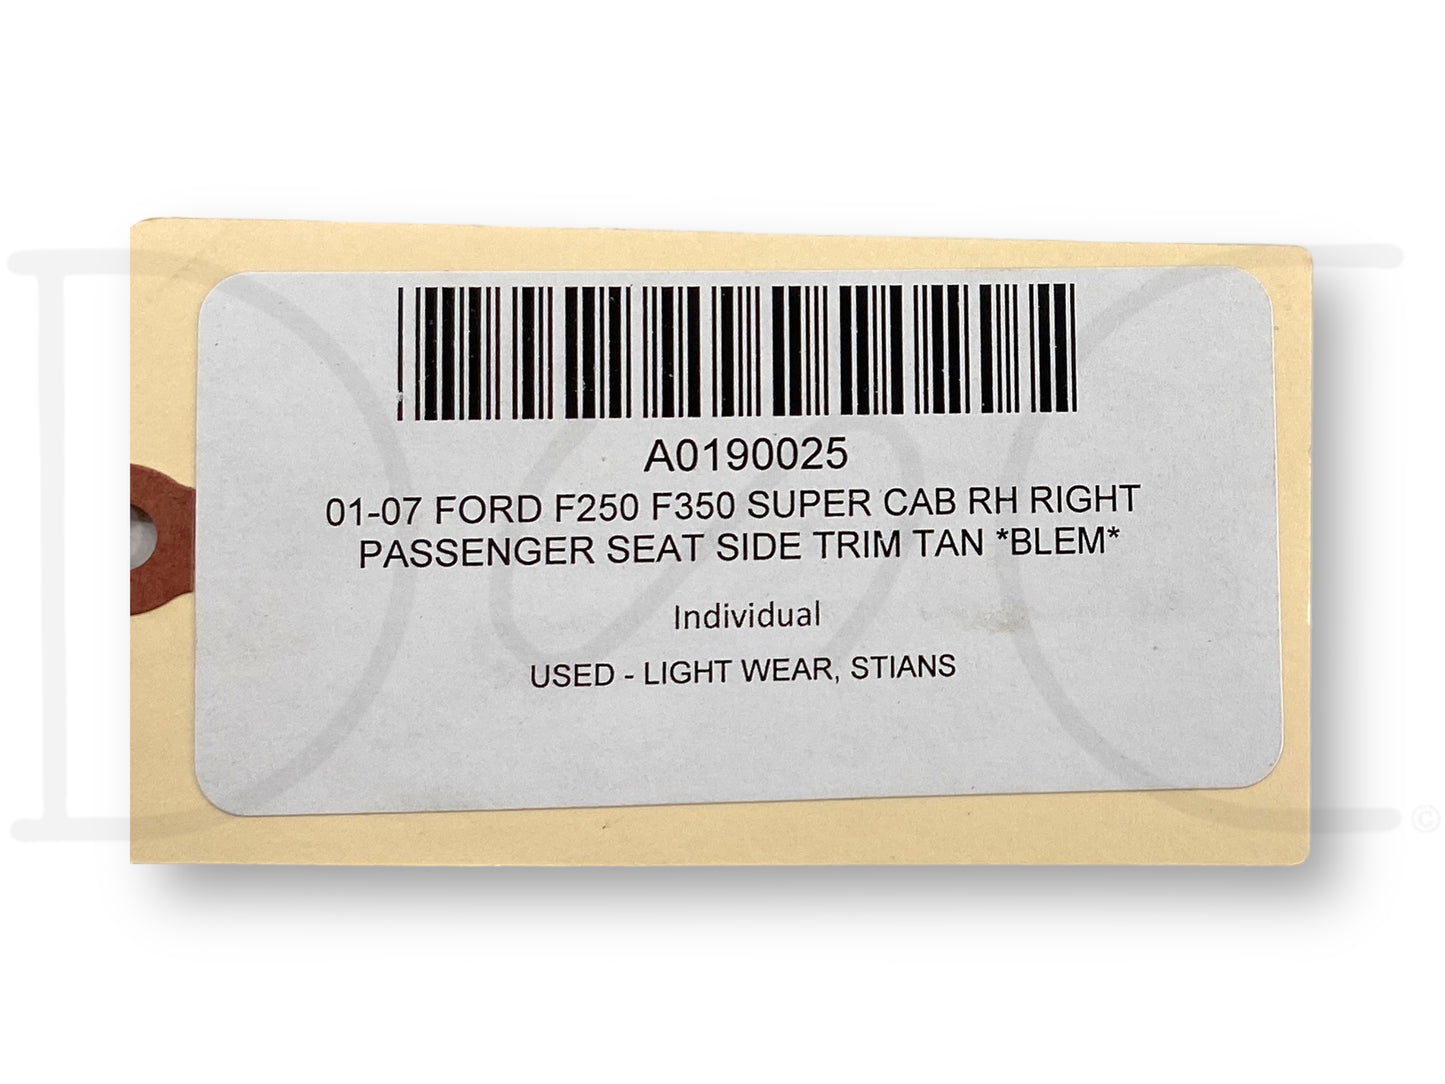 A0190025
01-07 FORD F250 F350 SUPER CAB RH RIGHT
PASSENGER SEAT SIDE TRIM TAN *BLEM*
Individual
USED - LIGHT WEAR, STIANS
©